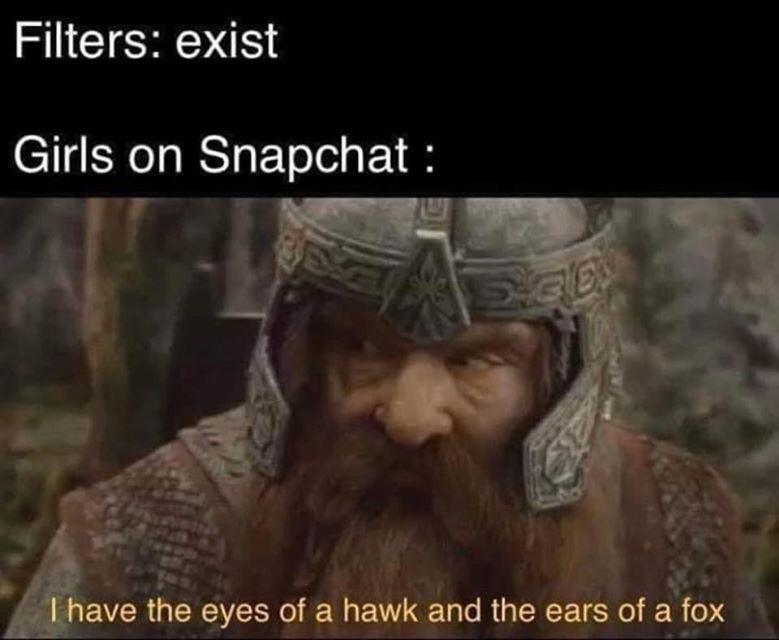 Filters: exist
Girls on Snapchat :
I have the eyes of a hawk and the ears of a fox